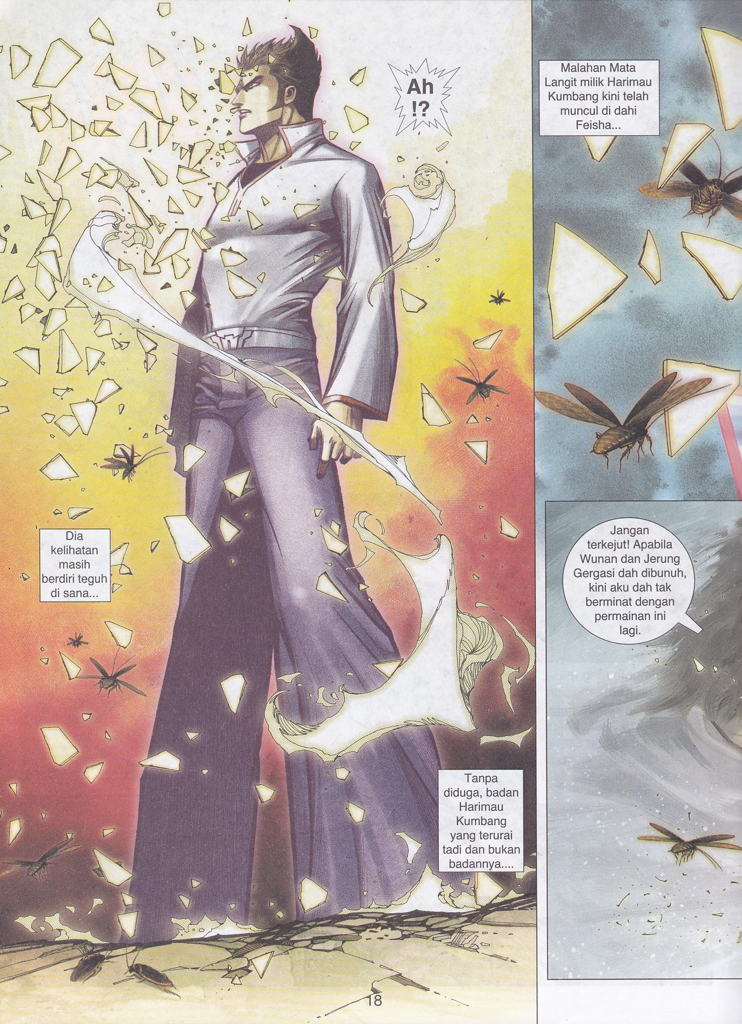 Ah
!?
Dia
kelihatan
masih
berdiri teguh
di sana...
Tanpa
diduga, badan
Harimau
Kumbang
yang terurai
tadi dan bukan
badannya....
Malahan Mata
Langit milik Harimau
Kumbang kini telah
muncul di dahi
Feisha...
Jangan
terkejut! Apabila
Wunan dan Jerung
Gergasi dah dibunuh,
kini aku dah tak
berminat dengan
permainan ini
lagi.
18